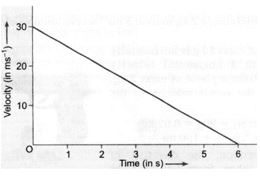 Velocity (in ms⁻¹) →
30
20
10
O
1 2 3 4 5 6
Time (in s) →